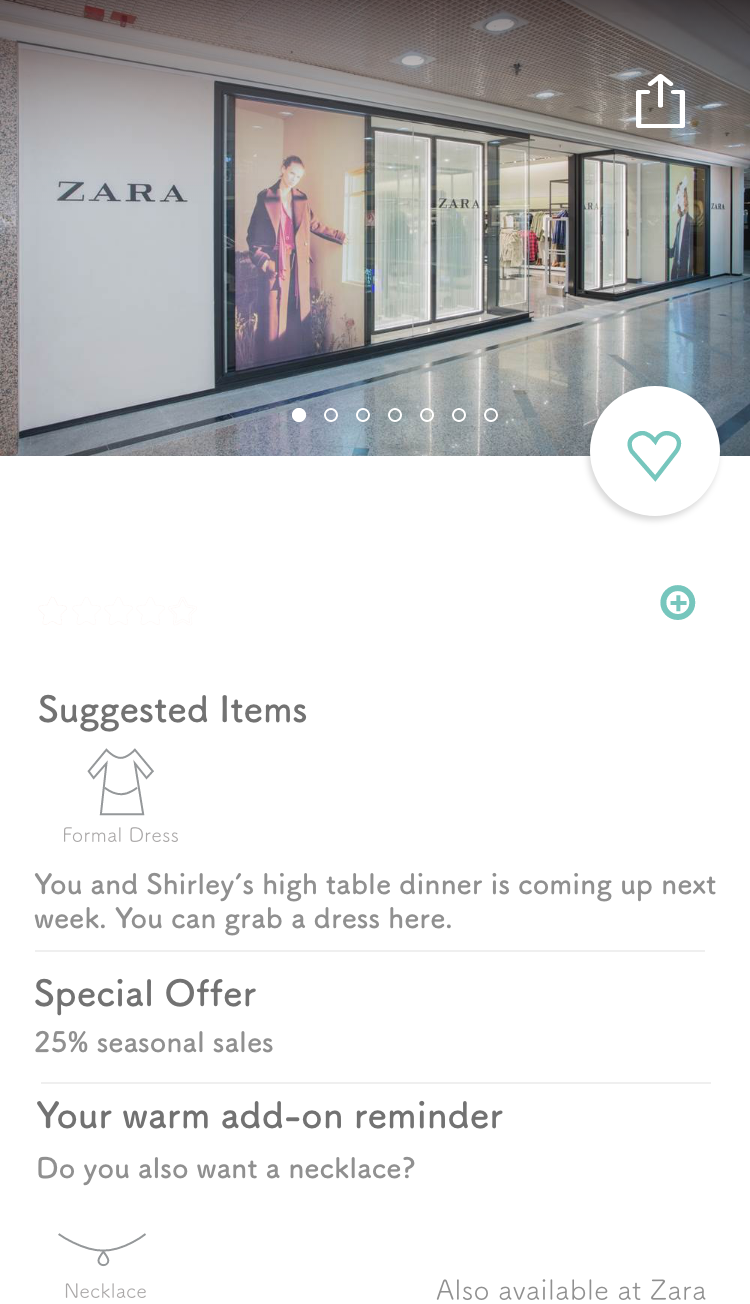 ZARA
ZARA
ZARA
Suggested Items
Formal Dress
You and Shirley's high table dinner is coming up next
week. You can grab a dress here.
Special Offer
25% seasonal sales
Your warm add-on reminder
Do you also want a necklace?
Necklace
Also available at Zara